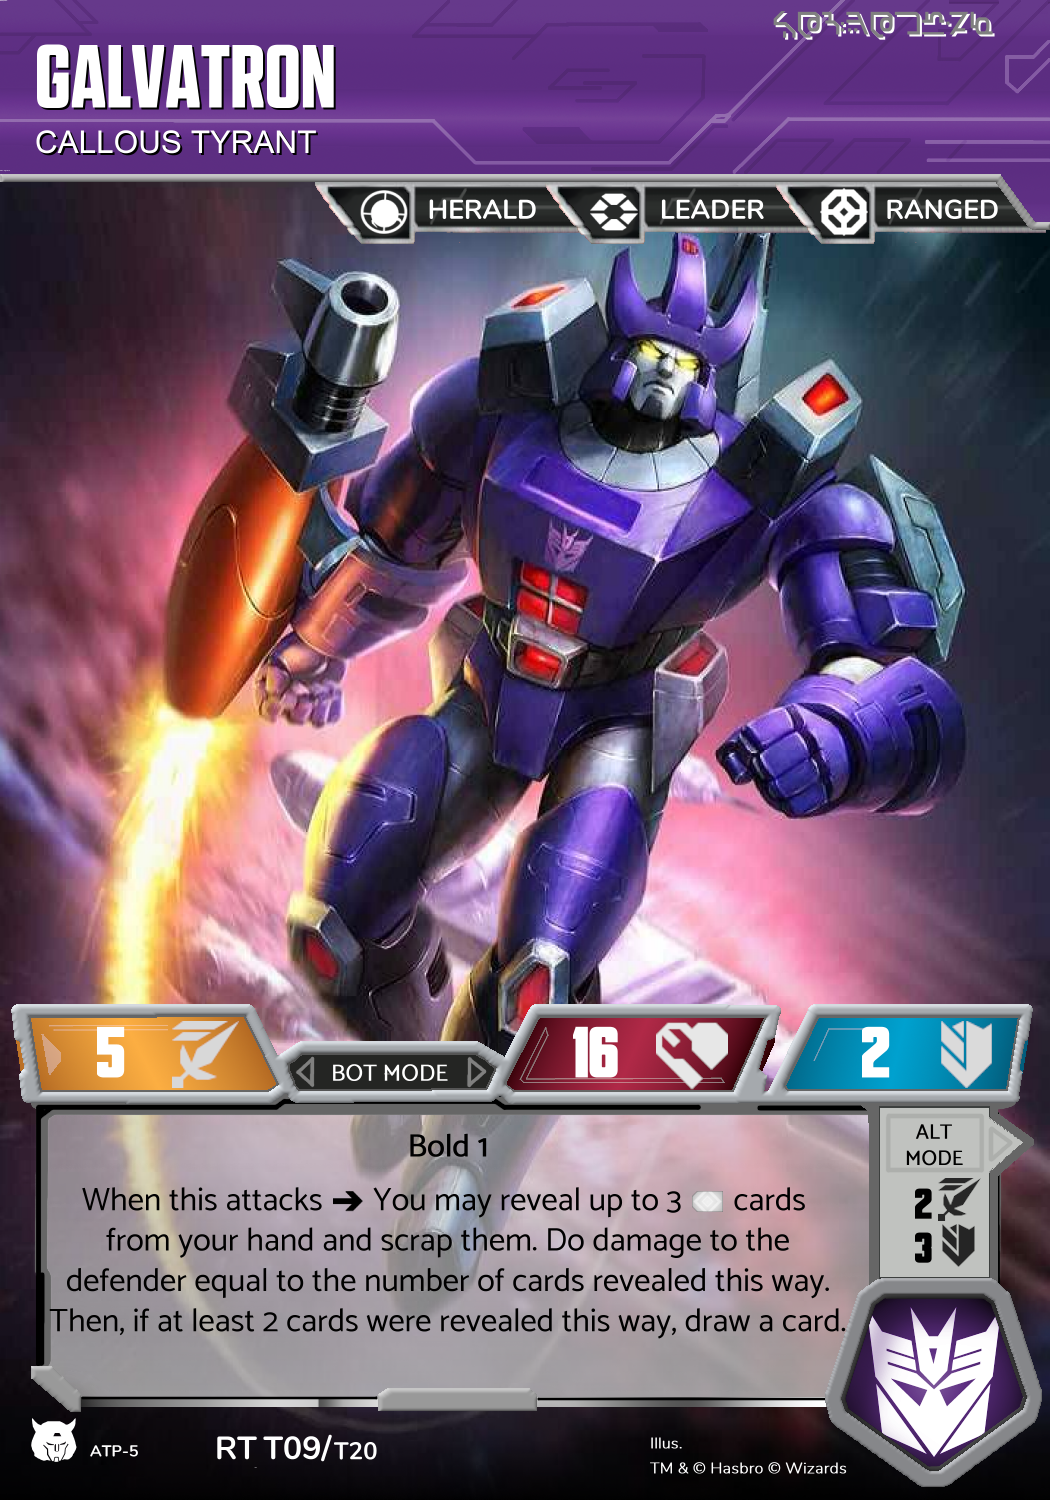 GALVATRON
CALLOUS TYRANT
HERALD LEADER RANGED
5 BOT MODE 16 2
Bold 1
When this attacks ➔ You may reveal up to 3 cards
from your hand and scrap them. Do damage to the
defender equal to the number of cards revealed this way.
Then, if at least 2 cards were revealed this way, draw a card.
ALT
MODE
2
3
ATP-5 RT T09/T20
Illus.
TM & © Hasbro © Wizards